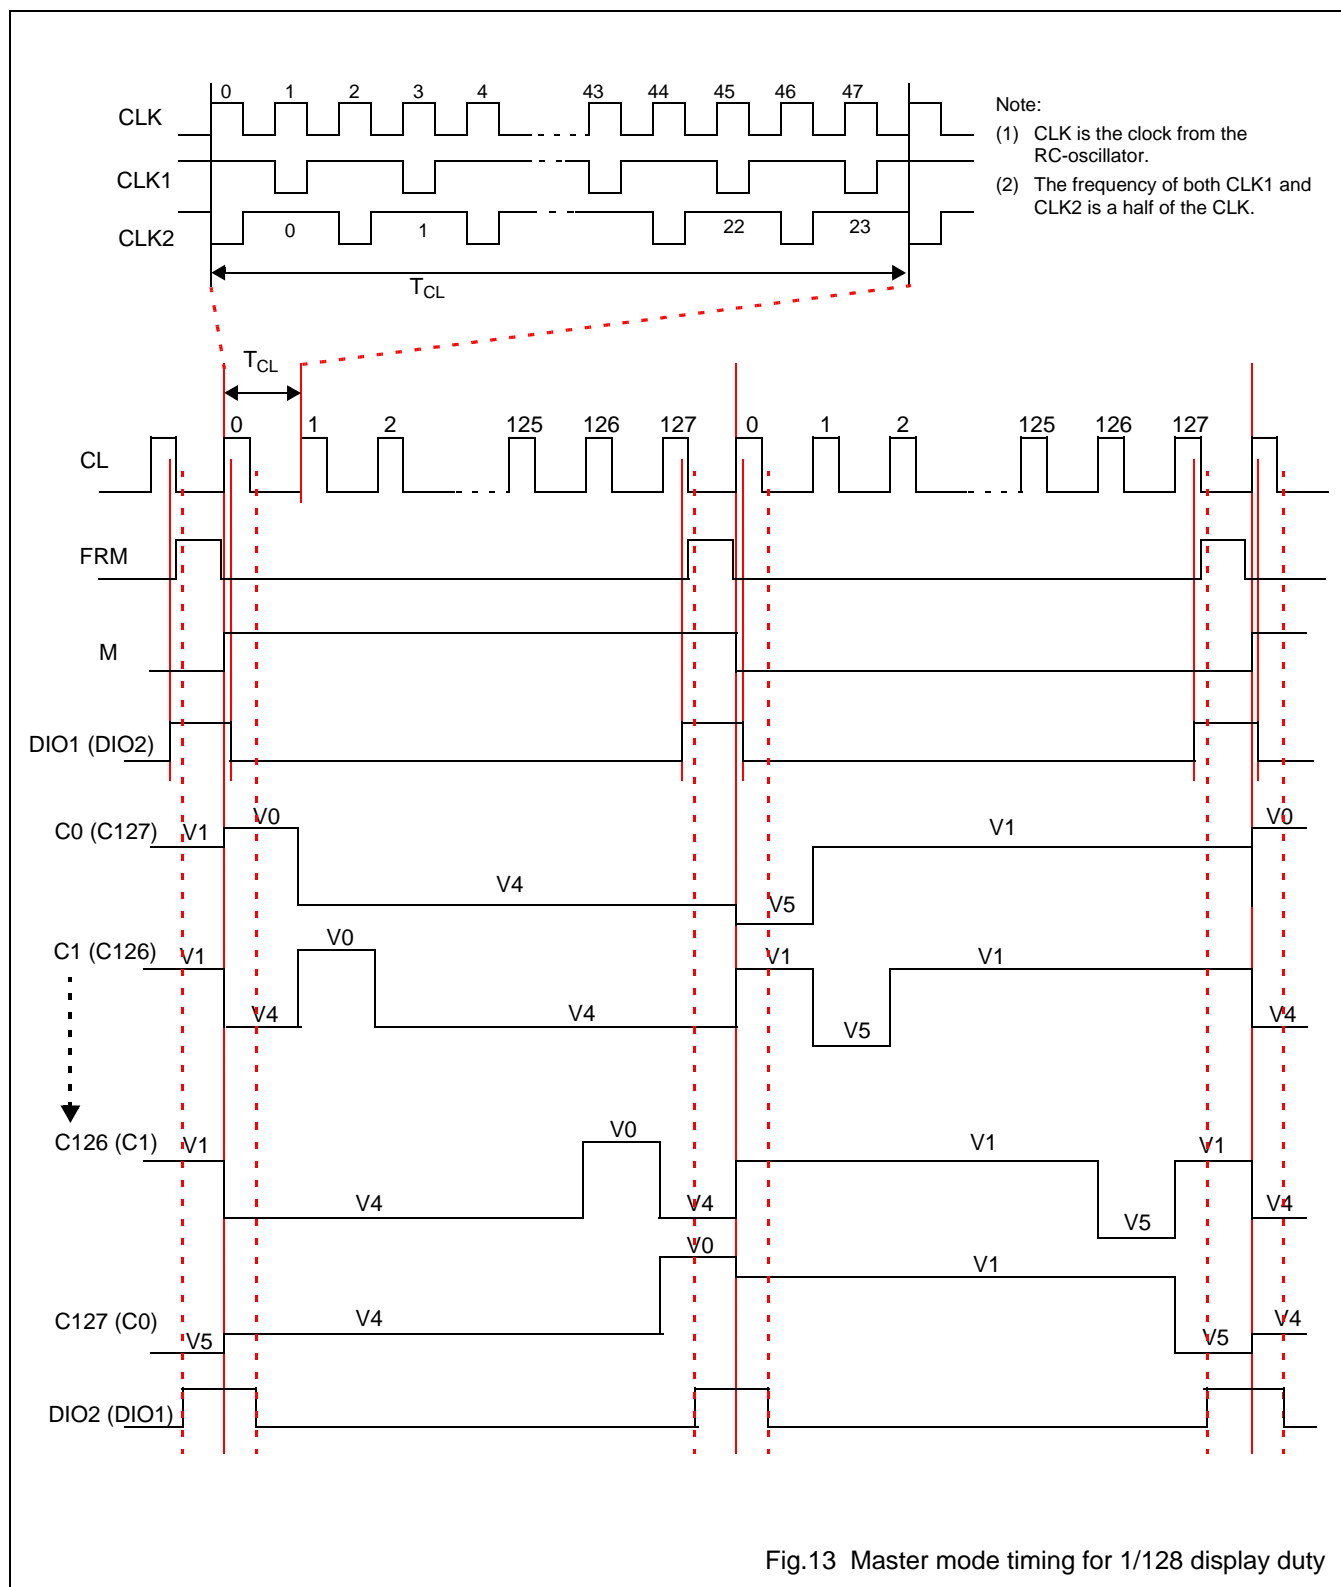 0 1 2 3 4 43 44 45 46 47
CLK
CLK1
CLK2
0 1 22 23
T_CL
Note:
(1) CLK is the clock from the
RC-oscillator.
(2) The frequency of both CLK1 and
CLK2 is a half of the CLK.
T_CL
0 1 2 125 126 127 0 1 2 125 126 127
CL
FRM
M
DIO1 (DIO2)
C0 (C127) V1 V0 V4 V5 V1 V0
C1 (C126) V1 V4 V0 V4 V1 V5 V1 V4
C126 (C1) V1 V4 V0 V4 V1 V5 V1 V4
C127 (C0) V5 V4 V0 V1 V5 V4
DIO2 (DIO1)
Fig.13 Master mode timing for 1/128 display duty